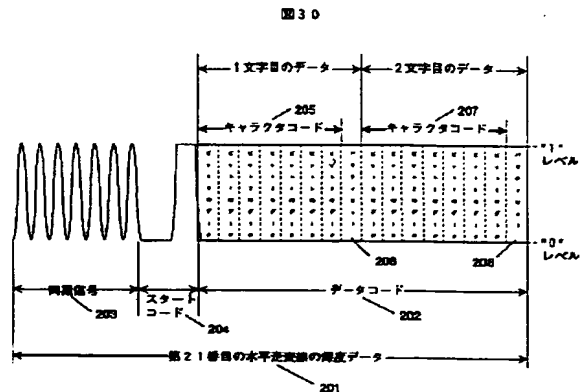 図30
1文字目のデータ
2文字目のデータ
205
207
キャラクタコード
キャラクタコード
"1"
レベル
"0"
レベル
206
208
同期信号
203
スタート
コード
204
データコード
202
第21番目の水平走査線の輝度データ
201